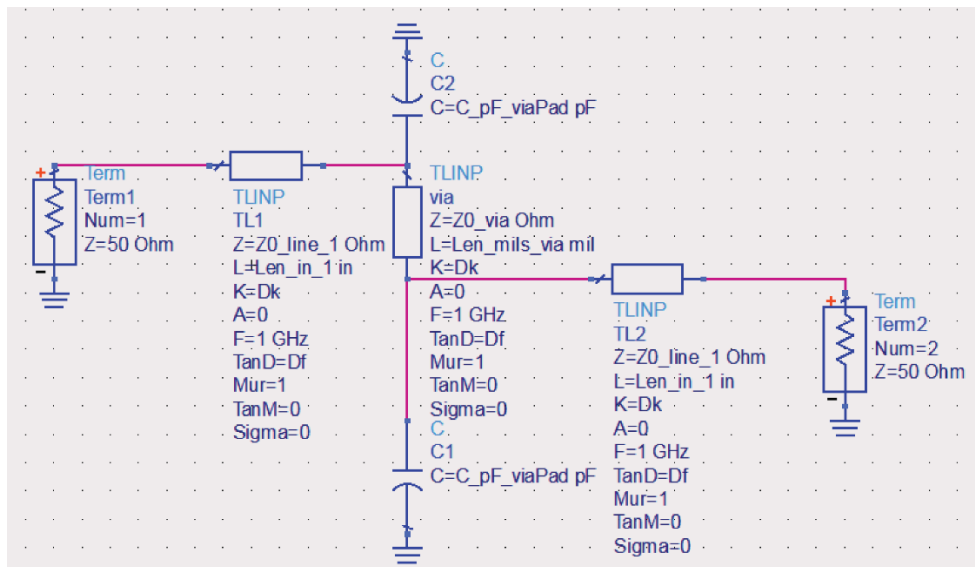 C
C2
C=C_pF_viaPad pF
+
Term
Term1
Num=1
Z=50 Ohm
-
TLINP
TL1
Z=Z0_line_1 Ohm
L=Len_in_1 in
K=Dk
A=0
F=1 GHz
TanD=Df
Mur=1
TanM=0
Sigma=0
TLINP
via
Z=Z0_via Ohm
L=Len_mils_via mil
K=Dk
A=0
F=1 GHz
TanD=Df
Mur=1
TanM=0
Sigma=0
C
C1
C=C_pF_viaPad pF
TLINP
TL2
Z=Z0_line_1 Ohm
L=Len_in_1 in
K=Dk
A=0
F=1 GHz
TanD=Df
Mur=1
TanM=0
Sigma=0
+
Term
Term2
Num=2
Z=50 Ohm
-